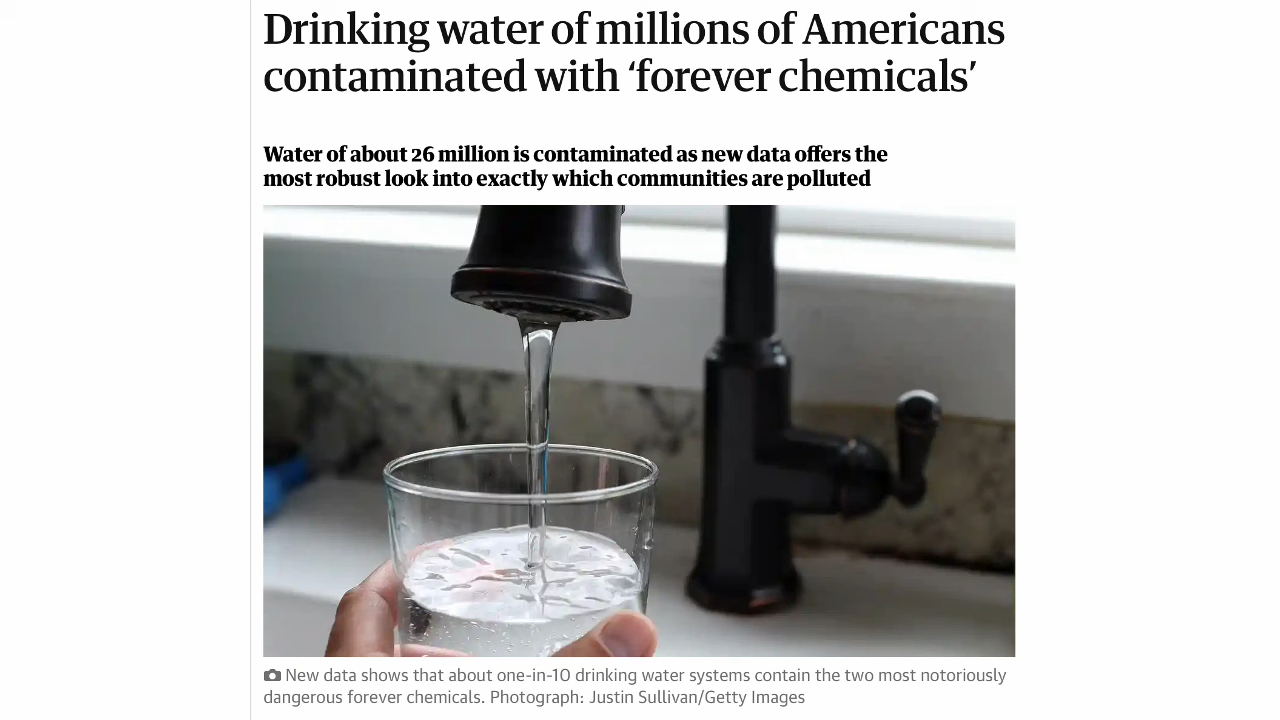 Drinking water of millions of Americans
contaminated with ‘forever chemicals’
Water of about 26 million is contaminated as new data offers the
most robust look into exactly which communities are polluted
New data shows that about one-in-10 drinking water systems contain the two most notoriously
dangerous forever chemicals. Photograph: Justin Sullivan/Getty Images